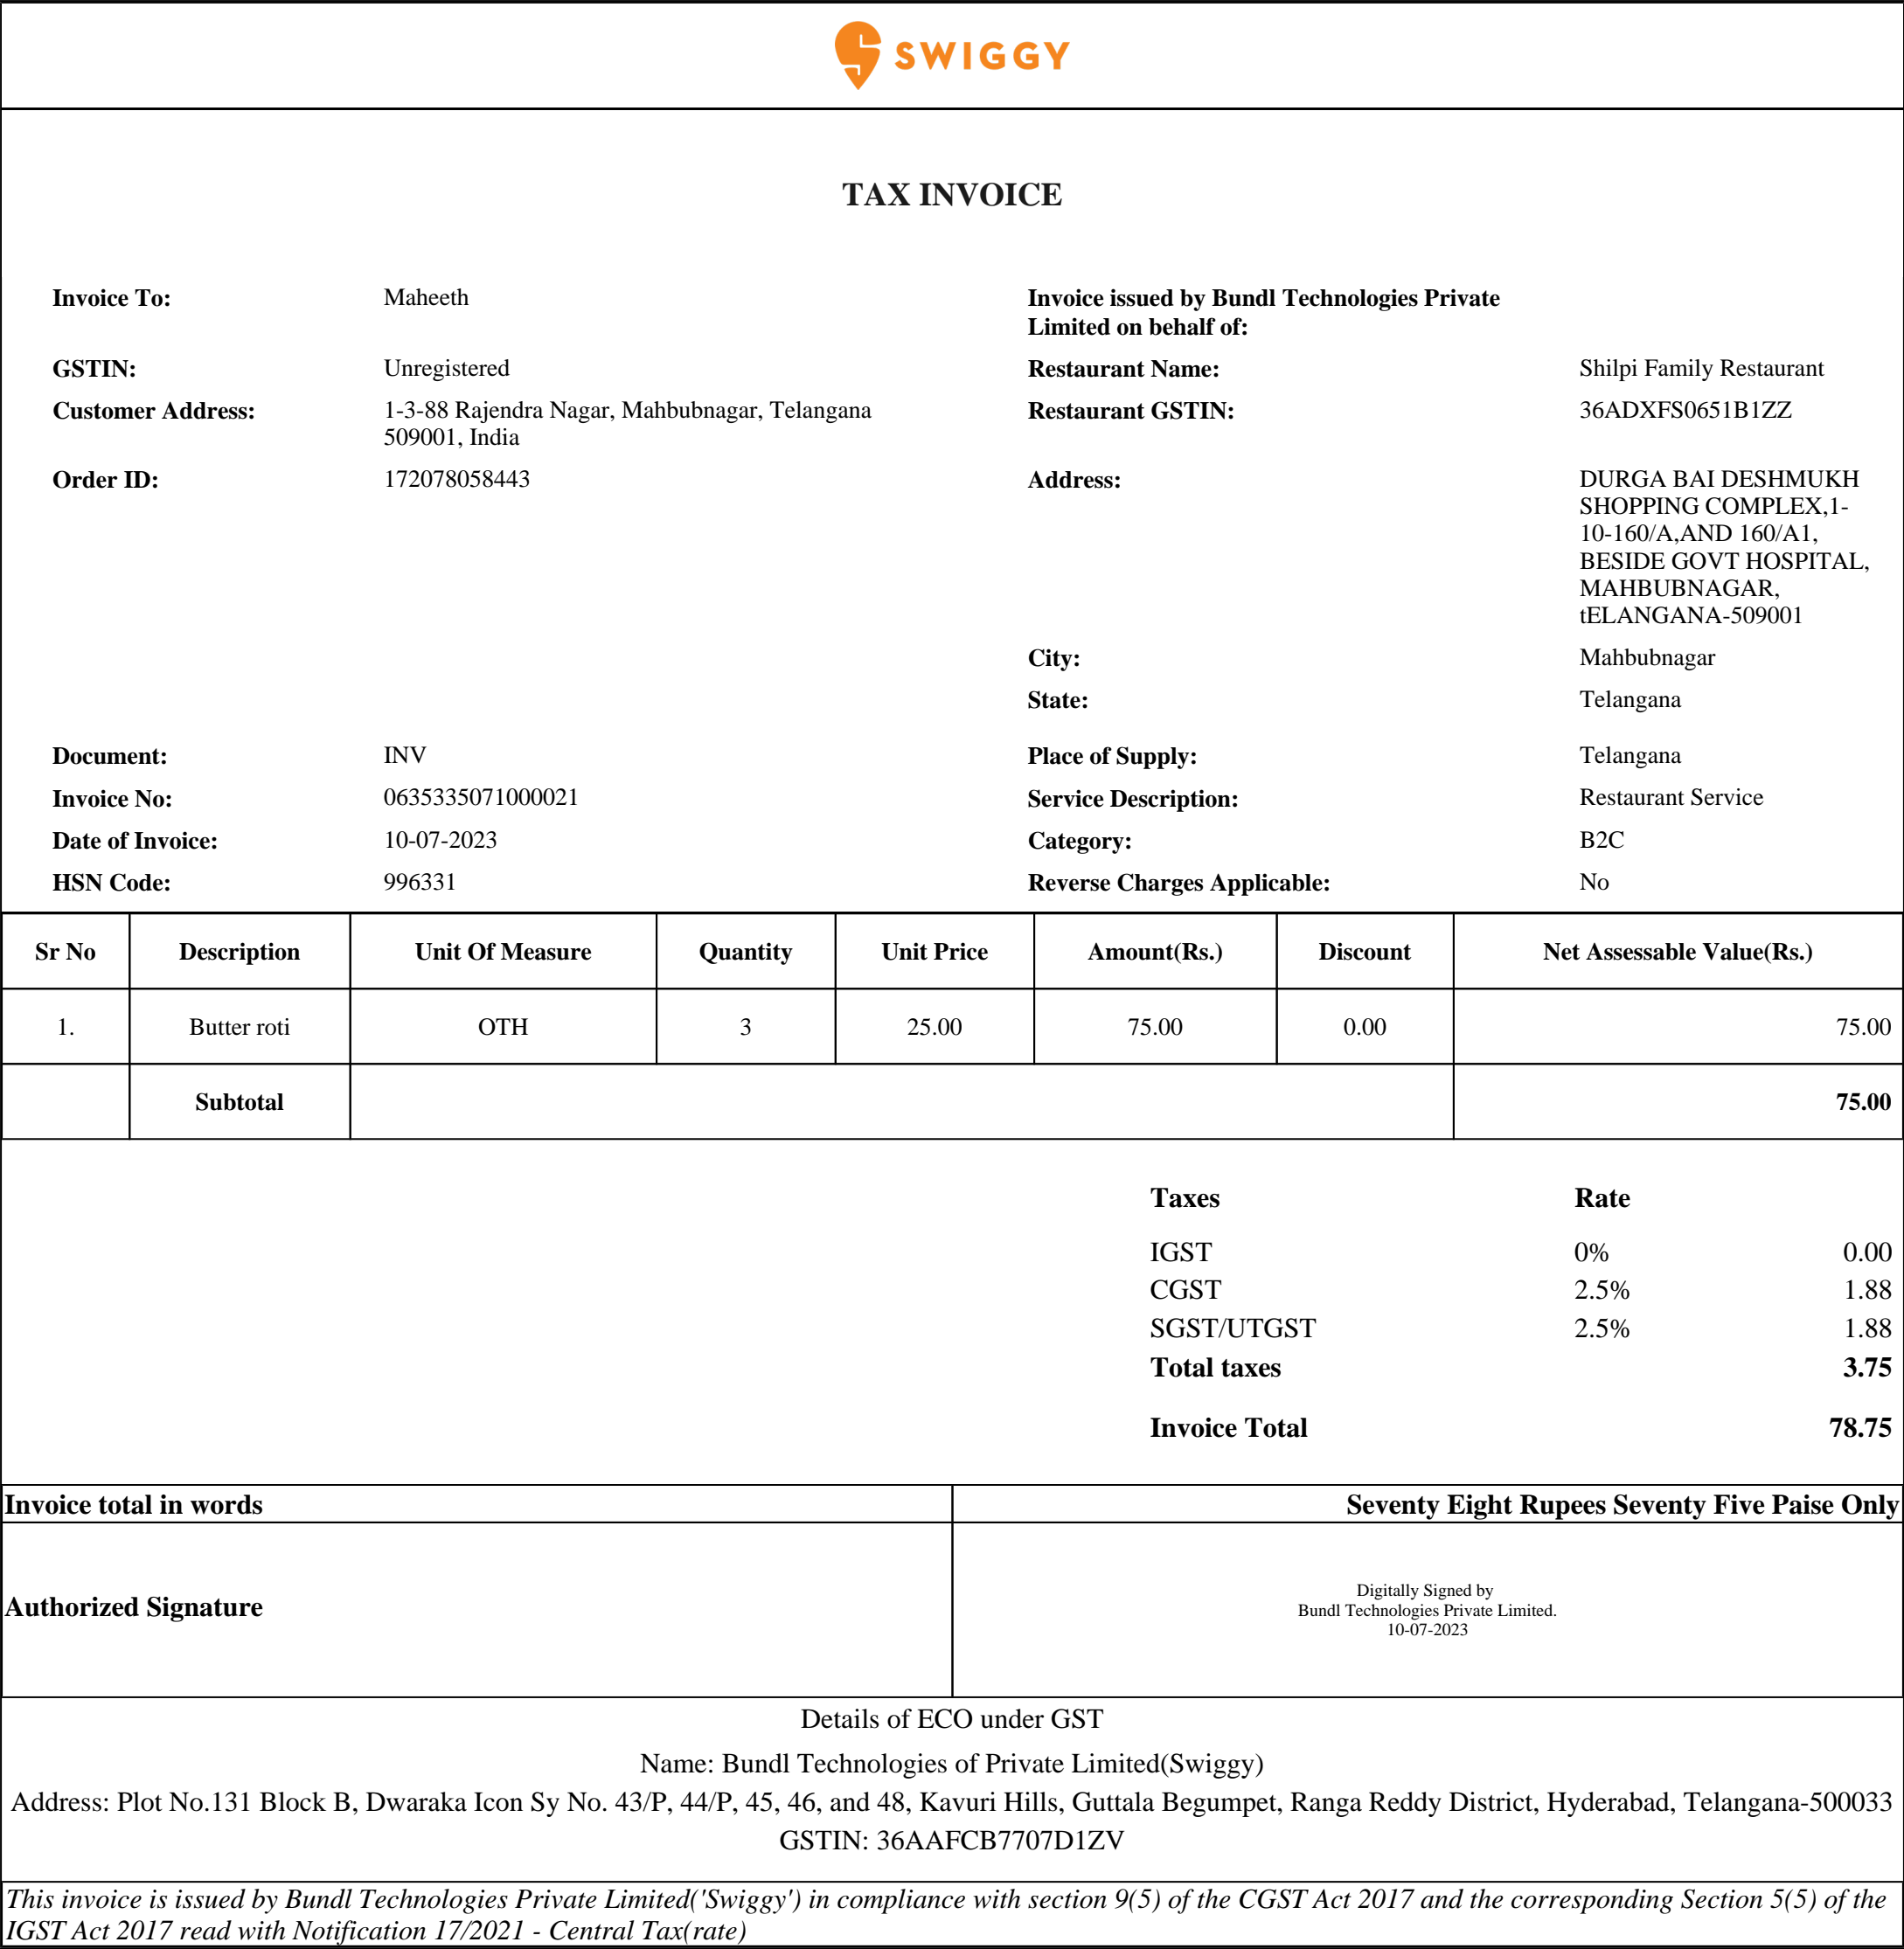 SWIGGY
TAX INVOICE
Invoice To: Maheeth Invoice issued by Bundl Technologies Private
Limited on behalf of:
GSTIN: Unregistered Restaurant Name: Shilpi Family Restaurant
Customer Address: 1-3-88 Rajendra Nagar, Mahbubnagar, Telangana Restaurant GSTIN: 36ADXFS0651B1ZZ
509001, India
Order ID: 172078058443 Address: DURGA BAI DESHMUKH
SHOPPING COMPLEX,1-
10-160/A,AND 160/A1,
BESIDE GOVT HOSPITAL,
MAHBUBNAGAR,
tELANGANA-509001
City: Mahbubnagar
State: Telangana
Document: INV Place of Supply: Telangana
Invoice No: 0635335071000021 Service Description: Restaurant Service
Date of Invoice: 10-07-2023 Category: B2C
HSN Code: 996331 Reverse Charges Applicable: No
Sr No Description Unit Of Measure Quantity Unit Price Amount(Rs.) Discount Net Assessable Value(Rs.)
1. Butter roti OTH 3 25.00 75.00 0.00 75.00
Subtotal 75.00
Taxes Rate
IGST 0% 0.00
CGST 2.5% 1.88
SGST/UTGST 2.5% 1.88
Total taxes 3.75
Invoice Total 78.75
Invoice total in words Seventy Eight Rupees Seventy Five Paise Only
Authorized Signature
Digitally Signed by
Bundl Technologies Private Limited.
10-07-2023
Details of ECO under GST
Name: Bundl Technologies of Private Limited(Swiggy)
Address: Plot No.131 Block B, Dwaraka Icon Sy No. 43/P, 44/P, 45, 46, and 48, Kavuri Hills, Guttala Begumpet, Ranga Reddy District, Hyderabad, Telangana-500033
GSTIN: 36AAFCB7707D1ZV
This invoice is issued by Bundl Technologies Private Limited('Swiggy') in compliance with section 9(5) of the CGST Act 2017 and the corresponding Section 5(5) of the
IGST Act 2017 read with Notification 17/2021 - Central Tax(rate)